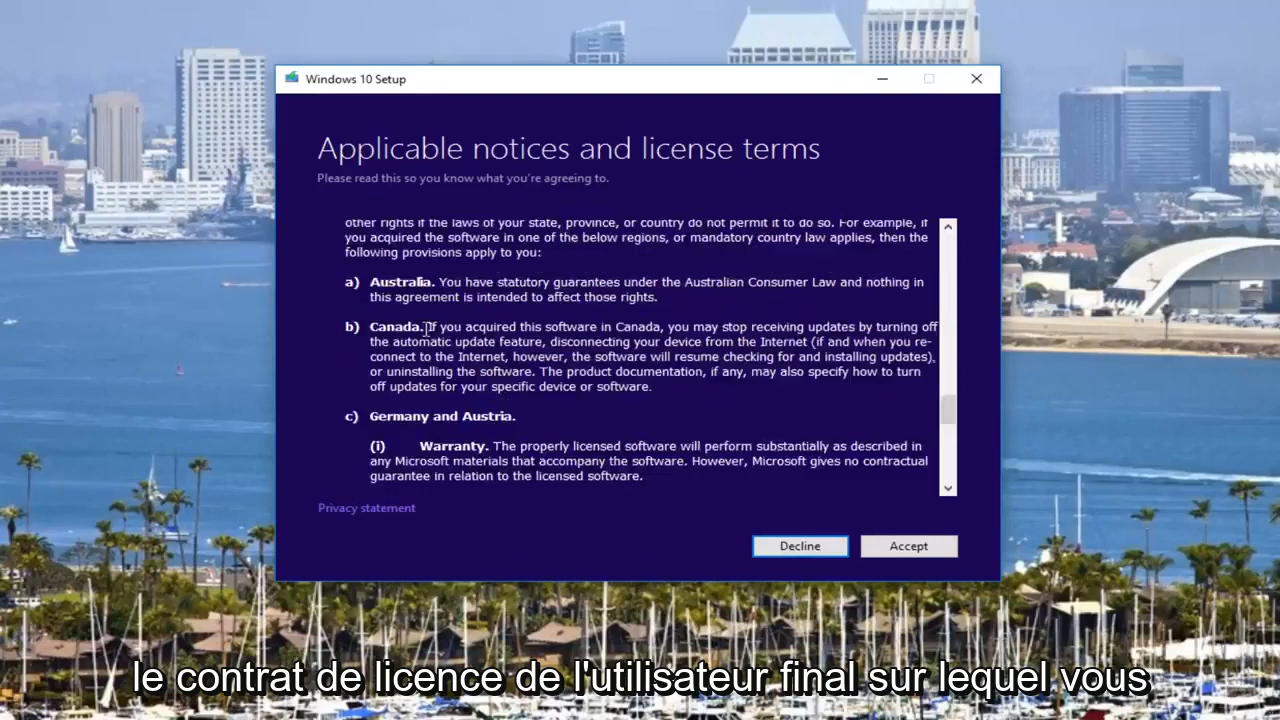 Windows 10 Setup
Applicable notices and license terms
Please read this so you know what you're agreeing to.
other rights if the laws of your state, province, or country do not permit it to do so. For example, if
you acquired the software in one of the below regions, or mandatory country law applies, then the
following provisions apply to you:
a) Australia. You have statutory guarantees under the Australian Consumer Law and nothing in
this agreement is intended to affect those rights.
b) Canada. If you acquired this software in Canada, you may stop receiving updates by turning off
the automatic update feature, disconnecting your device from the Internet (if and when you re-
connect to the Internet, however, the software will resume checking for and installing updates),
or uninstalling the software. The product documentation, if any, may also specify how to turn
off updates for your specific device or software.
c) Germany and Austria.
(i) Warranty. The properly licensed software will perform substantially as described in
any Microsoft materials that accompany the software. However, Microsoft gives no contractual
guarantee in relation to the licensed software.
Privacy statement
Decline Accept
le contrat de licence de l'utilisateur final sur lequel vous